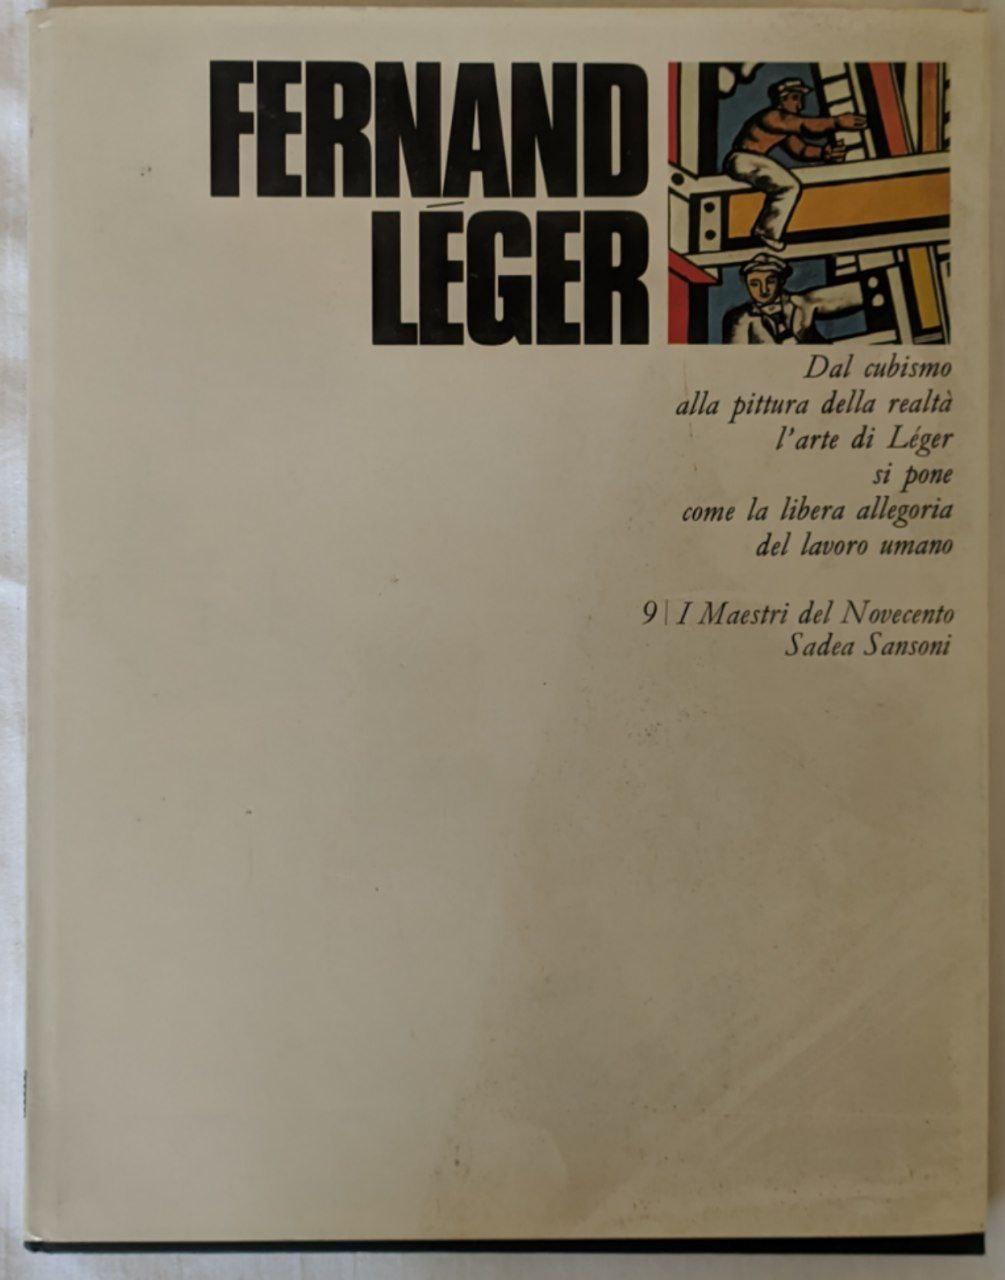 FERNAND
LÉGER
Dal cubismo
alla pittura della realtà
l'arte di Léger
si pone
come la libera allegoria
del lavoro umano
9 | I Maestri del Novecento
Sadea Sansoni